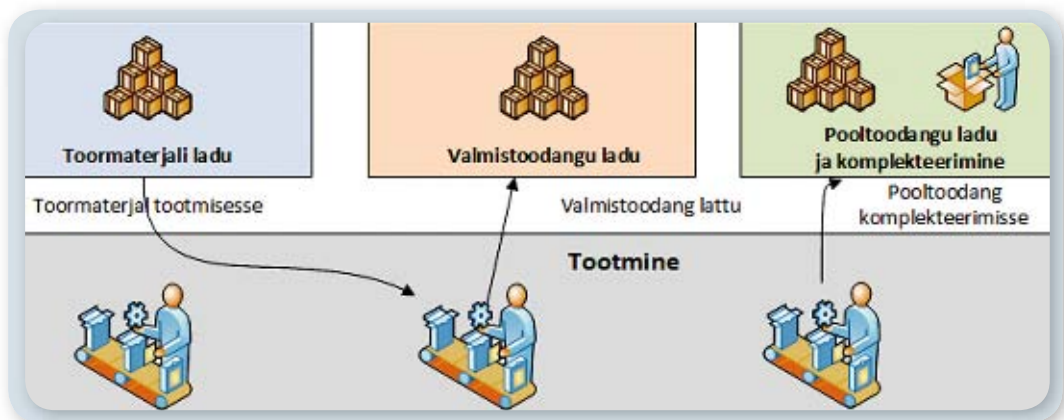 Toormaterjali ladu
Valmistoodangu ladu
Pooltoodangu ladu
ja komplekteerimine
Toormaterjal tootmisesse
Valmistoodang lattu
Pooltoodang
komplekteerimisse
Tootmine